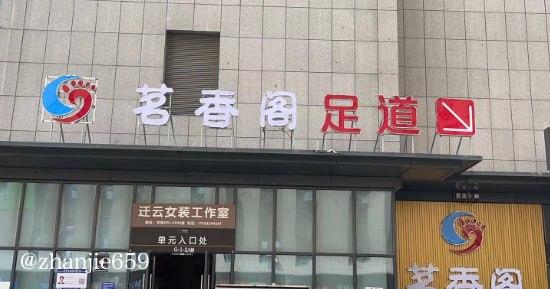 茗香阁足道
迁云女装工作室
单元入口处
茗香阁
@zhanjie659